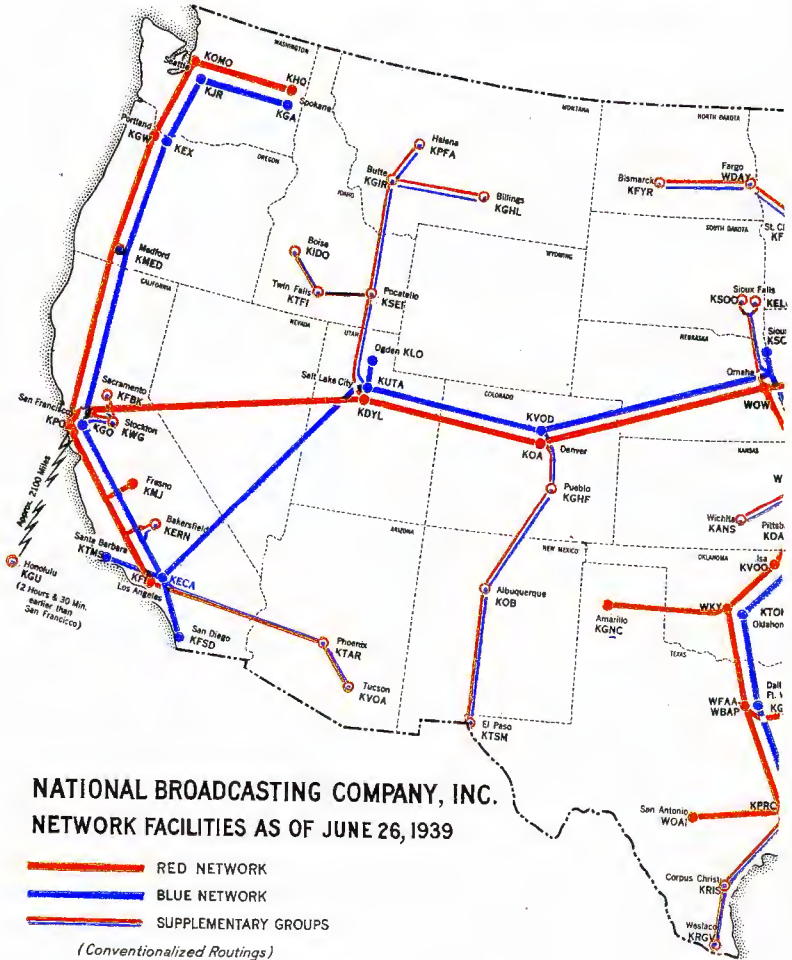 WASHINGTON
Seattle
KOMO
KHQ
KJR
Spokane
KGA
Portland
KGW
KEX
OREGON
MONTANA
NORTH DAKOTA
Helena
KPFA
Butte
KGIR
Billings
KGHL
IDAHO
Fargo
WDAY
Bismarck
KFYR
SOUTH DAKOTA
Medford
KMED
CALIFORNIA
Boise
KIDO
Twin Falls
KTFI
Pocatello
KSEI
WYOMING
Sioux Falls
KSOO
NEVADA
UTAH
NEBRASKA
Ogden KLO
Salt Lake City
KUTA
KDYL
COLORADO
Omaha
WOW
KVOD
KOA
Denver
Sacramento
KFBK
San Francisco
KPO
KGO
Stockton
KWG
KANSAS
Pueblo
KGHF
Fresno
KMJ
Bakersfield
KERN
Approx. 2100 Miles
Wichita
KANS
Santa Barbara
KTMS
KFI
KECA
Los Angeles
Honolulu
KGU
(2 Hours & 30 Min.
earlier than
San Francicco)
ARIZONA
NEW MEXICO
OKLAHOMA
KVOO
Albuquerque
KOB
Amarillo
KGNC
WKY
San Diego
KFSD
Phoenix
KTAR
Tucson
KVOA
TEXAS
WFAA
WBAP
El Paso
KTSM
San Antonio
WOAI
KPRC
Corpus Christi
KRIS
Weslaco
KRGV
NATIONAL BROADCASTING COMPANY, INC.
NETWORK FACILITIES AS OF JUNE 26, 1939
RED NETWORK
BLUE NETWORK
SUPPLEMENTARY GROUPS
(Conventionalized Routings)